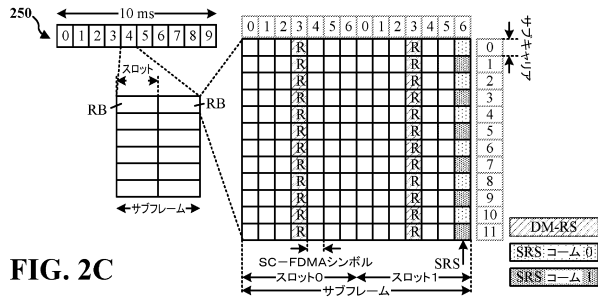 250
10 ms
0 1 2 3 4 5 6 7 8 9
スロット
RB
RB
サブフレーム
0 1 2 3 4 5 6 0 1 2 3 4 5 6
サブキャリア
R R 0
R R 1
R R 2
R R 3
R R 4
R R 5
R R 6
R R 7
R R 8
R R 9
R R 10
R R 11
SC-FDMAシンボル
SRS
スロット0
スロット1
サブフレーム
DM-RS
SRS コーム 0
SRS コーム 1
FIG. 2C